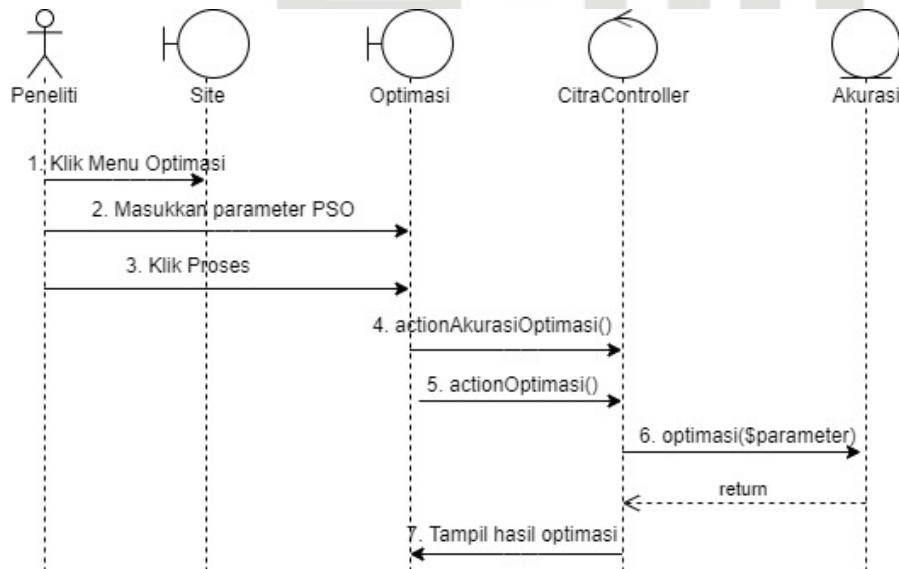 Peneliti
Site
Optimasi
CitraController
Akurasi
1. Klik Menu Optimasi
2. Masukkan parameter PSO
3. Klik Proses
4. actionAkurasiOptimasi()
5. actionOptimasi()
6. optimasi($parameter)
return
7. Tampil hasil optimasi